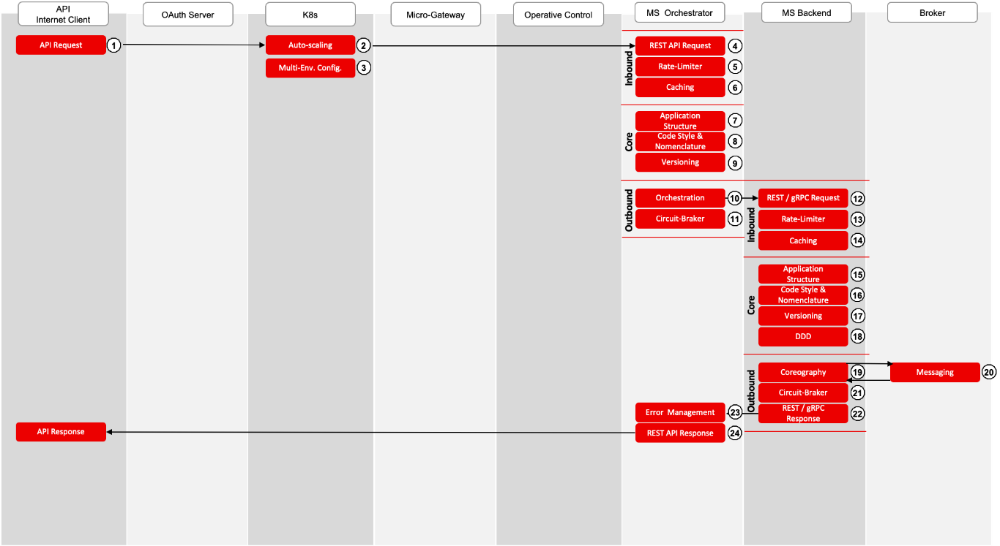 API
Internet Client
OAuth Server
K8s
Micro-Gateway
Operative Control
MS Orchestrator
MS Backend
Broker
API Request
1
Auto-scaling
2
Multi-Env. Config.
3
Inbound
REST API Request
4
Rate-Limiter
5
Caching
6
Core
Application
Structure
7
Code Style &
Nomenclature
8
Versioning
9
Outbound
Orchestration
10
Circuit-Braker
11
Inbound
REST / gRPC Request
12
Rate-Limiter
13
Caching
14
Core
Application
Structure
15
Code Style &
Nomenclature
16
Versioning
17
DDD
18
Outbound
Coreography
19
Messaging
20
Circuit-Braker
21
REST / gRPC
Response
22
Error Management
23
REST API Response
24
API Response